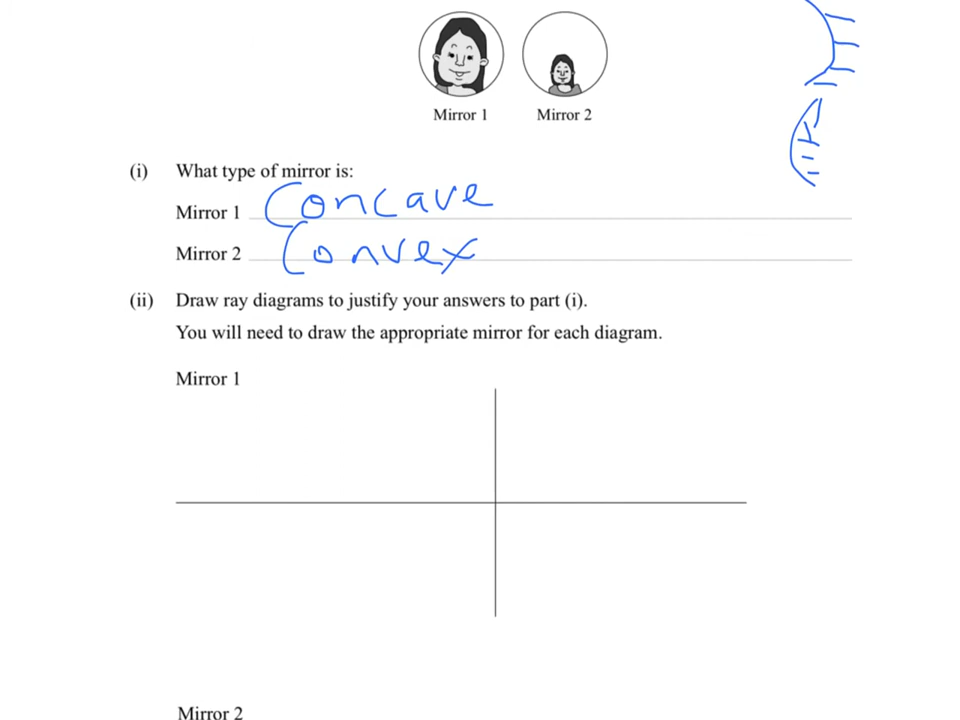 Mirror 1 Mirror 2
(i) What type of mirror is:
Mirror 1 Concave
Mirror 2 Convex
(ii) Draw ray diagrams to justify your answers to part (i).
You will need to draw the appropriate mirror for each diagram.
Mirror 1
Mirror 2